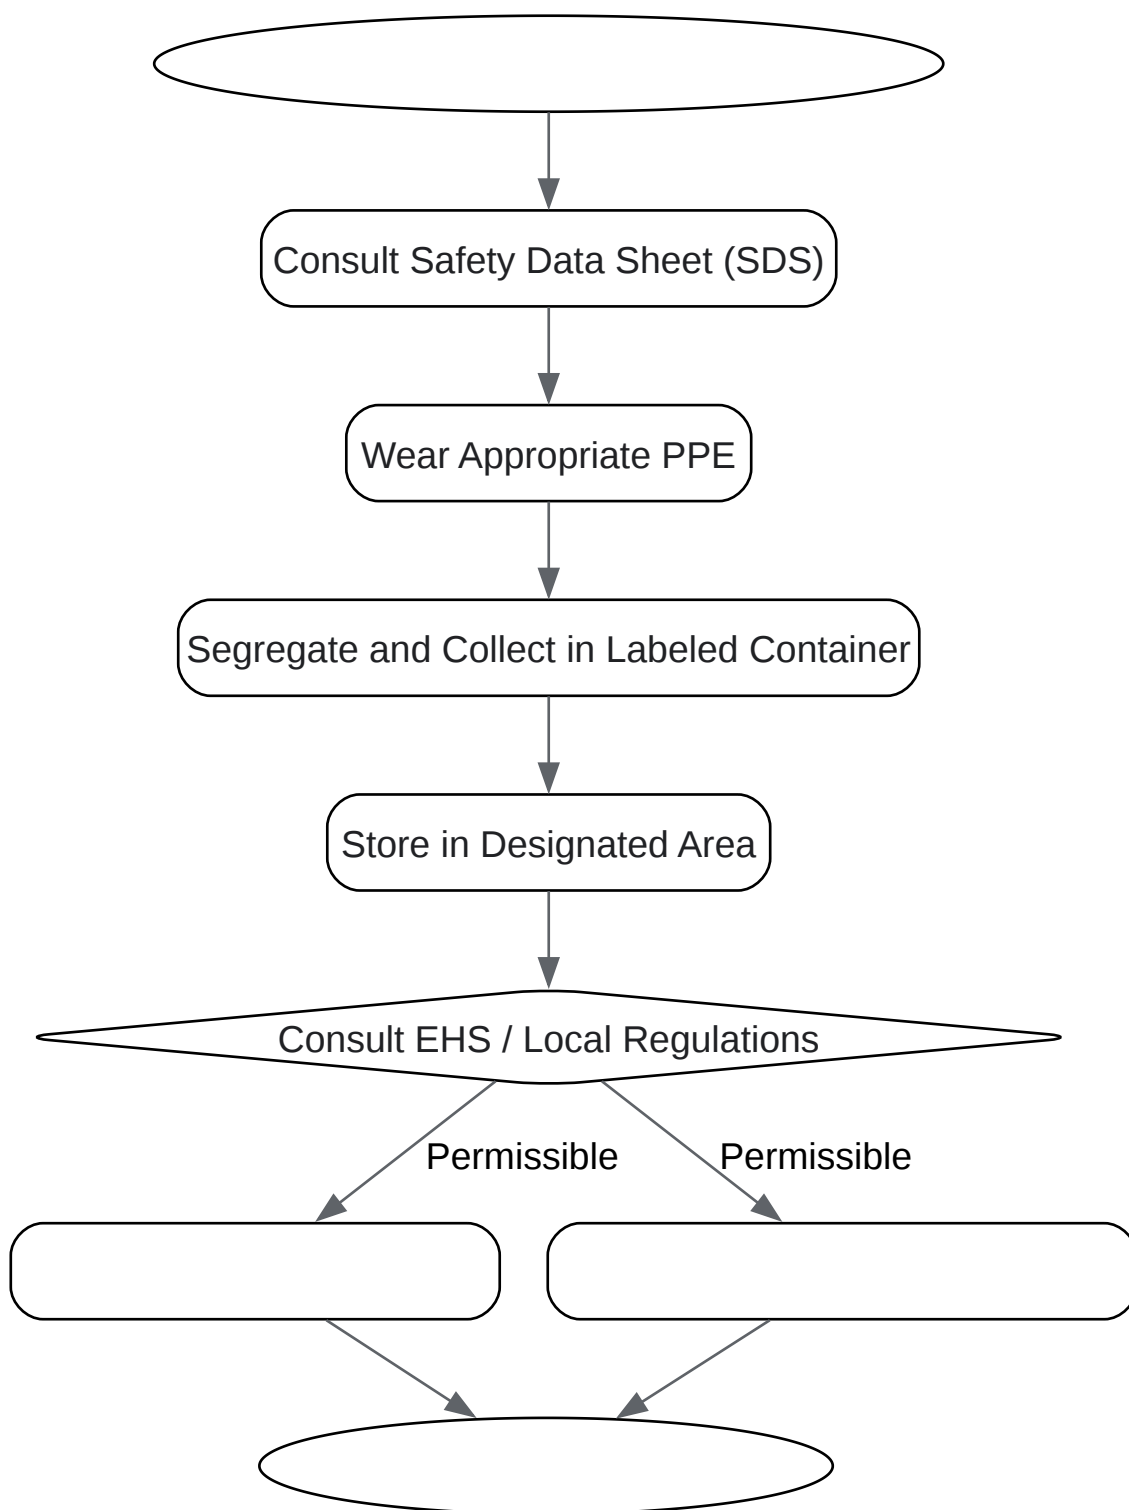 Consult Safety Data Sheet (SDS)
Wear Appropriate PPE
Segregate and Collect in Labeled Container
Store in Designated Area
Consult EHS / Local Regulations
Permissible
Permissible